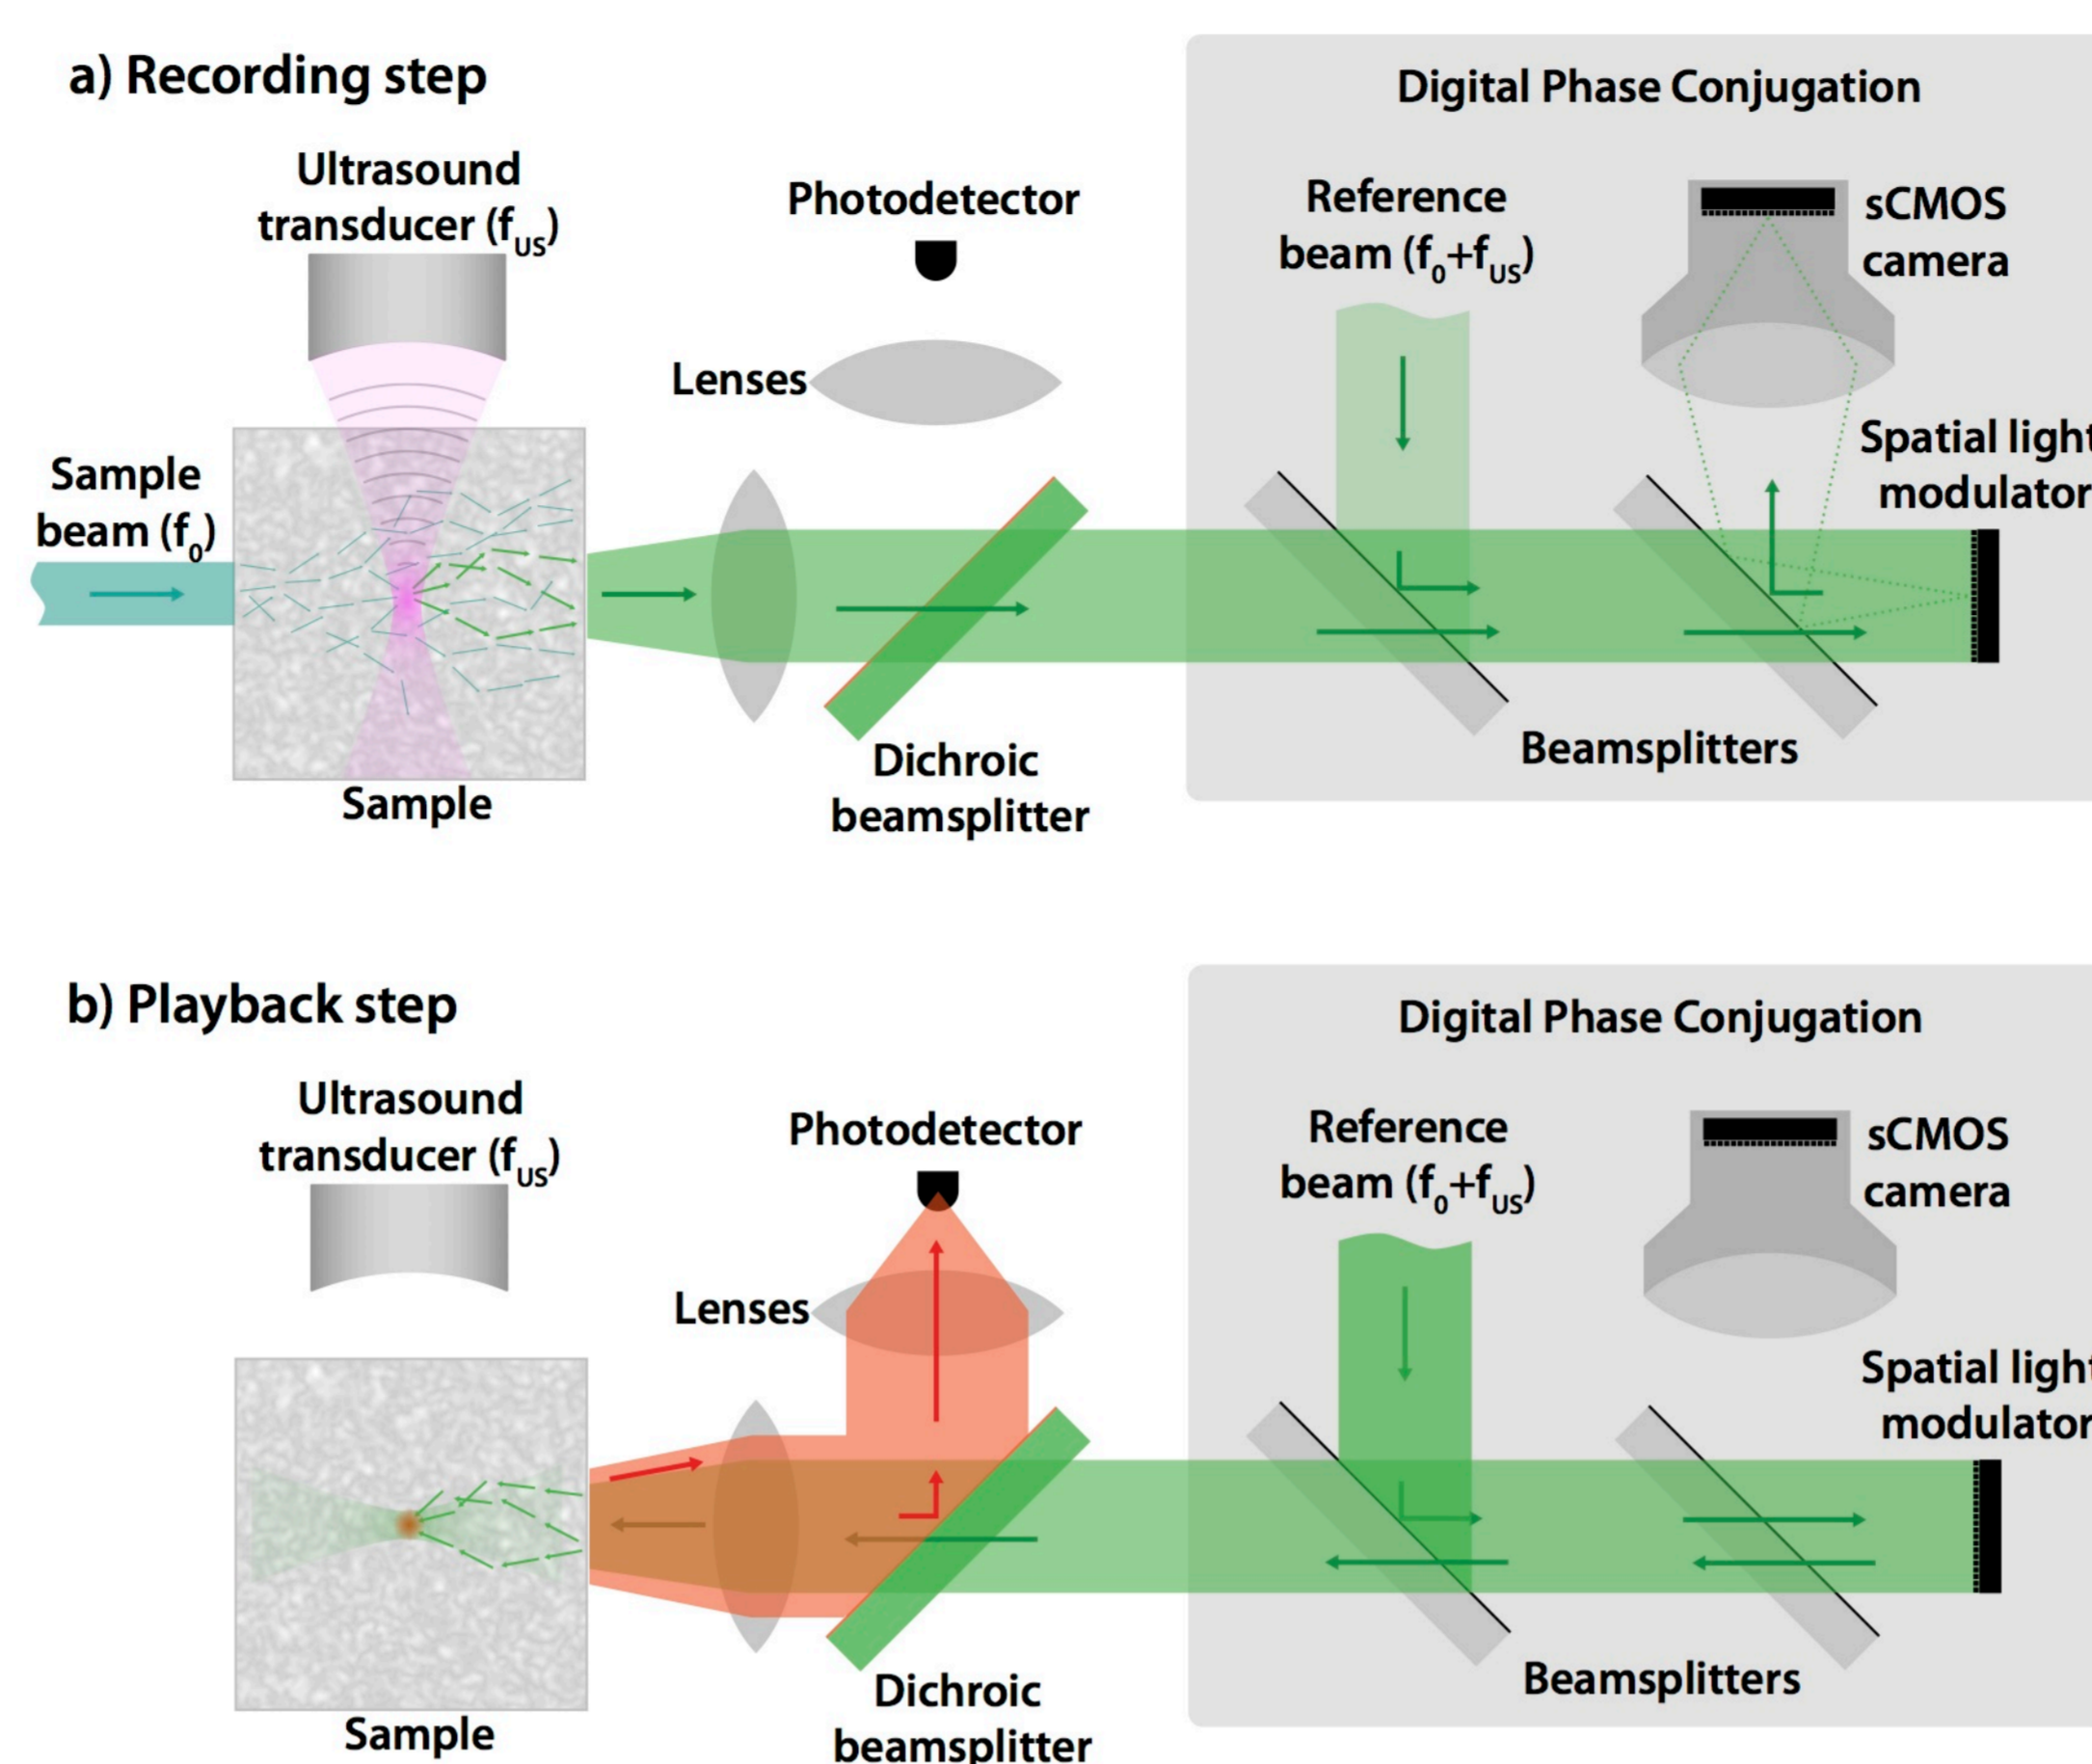 a) Recording step
Digital Phase Conjugation
Ultrasound
transducer (fUS)
Photodetector
Reference
beam (f0+fUS)
sCMOS
camera
Lenses
Sample
beam (f0)
Spatial light
modulator
Dichroic
beamsplitter
Beamsplitters
Sample
b) Playback step
Digital Phase Conjugation
Ultrasound
transducer (fUS)
Photodetector
Reference
beam (f0+fUS)
sCMOS
camera
Lenses
Spatial light
modulator
Dichroic
beamsplitter
Beamsplitters
Sample